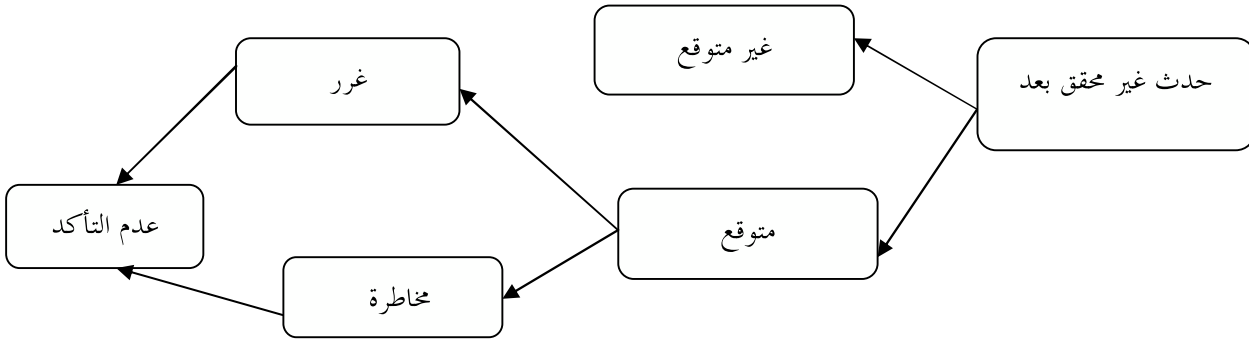 حدث غير محقق بعد
غير متوقع
متوقع
غرر
مخاطرة
عدم التأكد